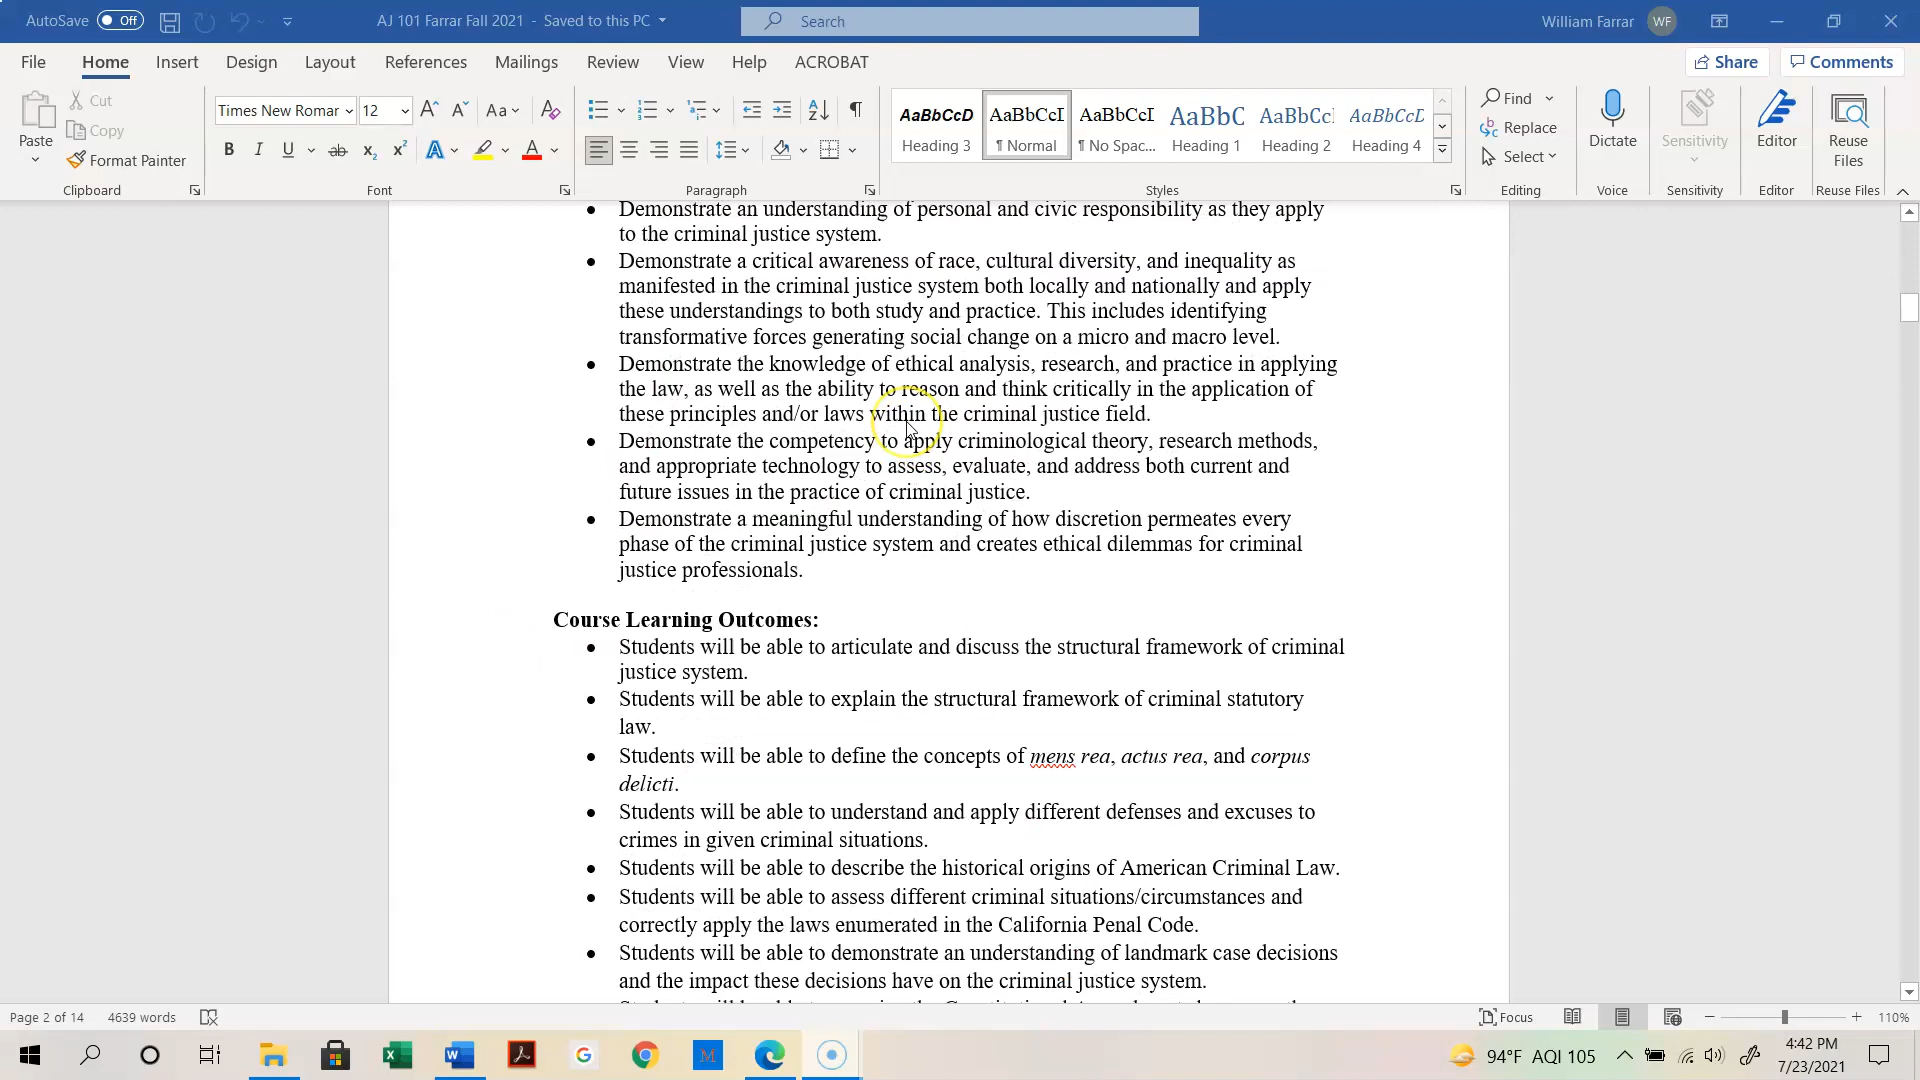 AutoSave Off AJ 101 Farrar Fall 2021 - Saved to this PC Search William Farrar WF
File Home Insert Design Layout References Mailings Review View Help ACROBAT Share Comments
Paste Cut Copy Format Painter
Times New Romar 12 Aa
B I U ab x₂ x² A A
AaBbCcD AaBbCcI AaBbCcI AaBbC AaBbCcI AaBbCcD
Heading 3 ¶ Normal ¶ No Spac... Heading 1 Heading 2 Heading 4
Find Replace Select
Dictate Sensitivity Editor Reuse Files
Clipboard Font Paragraph Styles Editing Voice Sensitivity Editor Reuse Files
• Demonstrate an understanding of personal and civic responsibility as they apply
to the criminal justice system.
• Demonstrate a critical awareness of race, cultural diversity, and inequality as
manifested in the criminal justice system both locally and nationally and apply
these understandings to both study and practice. This includes identifying
transformative forces generating social change on a micro and macro level.
• Demonstrate the knowledge of ethical analysis, research, and practice in applying
the law, as well as the ability to reason and think critically in the application of
these principles and/or laws within the criminal justice field.
• Demonstrate the competency to apply criminological theory, research methods,
and appropriate technology to assess, evaluate, and address both current and
future issues in the practice of criminal justice.
• Demonstrate a meaningful understanding of how discretion permeates every
phase of the criminal justice system and creates ethical dilemmas for criminal
justice professionals.
Course Learning Outcomes:
• Students will be able to articulate and discuss the structural framework of criminal
justice system.
• Students will be able to explain the structural framework of criminal statutory
law.
• Students will be able to define the concepts of mens rea, actus rea, and corpus
delicti.
• Students will be able to understand and apply different defenses and excuses to
crimes in given criminal situations.
• Students will be able to describe the historical origins of American Criminal Law.
• Students will be able to assess different criminal situations/circumstances and
correctly apply the laws enumerated in the California Penal Code.
• Students will be able to demonstrate an understanding of landmark case decisions
and the impact these decisions have on the criminal justice system.
Page 2 of 14 4639 words Focus 110%
94°F AQI 105 4:42 PM
7/23/2021